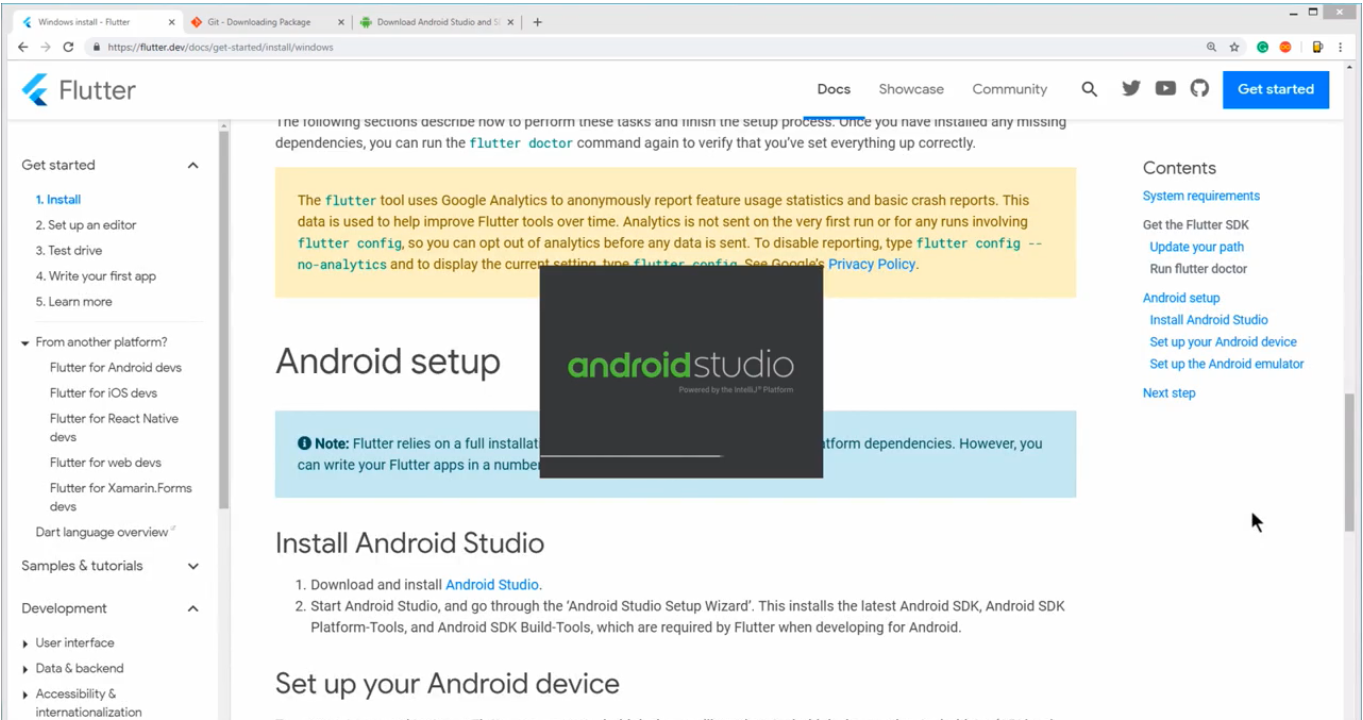 Windows install - Flutter
Git - Downloading Package
Download Android Studio and S
https://flutter.dev/docs/get-started/install/windows
Flutter
Docs
Showcase
Community
Get started
Get started
1. Install
2. Set up an editor
3. Test drive
4. Write your first app
5. Learn more
From another platform?
Flutter for Android devs
Flutter for iOS devs
Flutter for React Native
devs
Flutter for web devs
Flutter for Xamarin.Forms
devs
Dart language overview
Samples & tutorials
Development
User interface
Data & backend
Accessibility &
internationalization
The following sections describe how to perform these tasks and finish the setup process. Once you have installed any missing
dependencies, you can run the flutter doctor command again to verify that you've set everything up correctly.
The flutter tool uses Google Analytics to anonymously report feature usage statistics and basic crash reports. This
data is used to help improve Flutter tools over time. Analytics is not sent on the very first run or for any runs involving
flutter config, so you can opt out of analytics before any data is sent. To disable reporting, type flutter config --
no-analytics and to display the current setting, type flutter config. See Google's Privacy Policy.
Android setup
androidstudio
Powered by the IntelliJ® Platform
Note: Flutter relies on a full installat tform dependencies. However, you
can write your Flutter apps in a numbe
Install Android Studio
1. Download and install Android Studio.
2. Start Android Studio, and go through the 'Android Studio Setup Wizard'. This installs the latest Android SDK, Android SDK
Platform-Tools, and Android SDK Build-Tools, which are required by Flutter when developing for Android.
Set up your Android device
Contents
System requirements
Get the Flutter SDK
Update your path
Run flutter doctor
Android setup
Install Android Studio
Set up your Android device
Set up the Android emulator
Next step